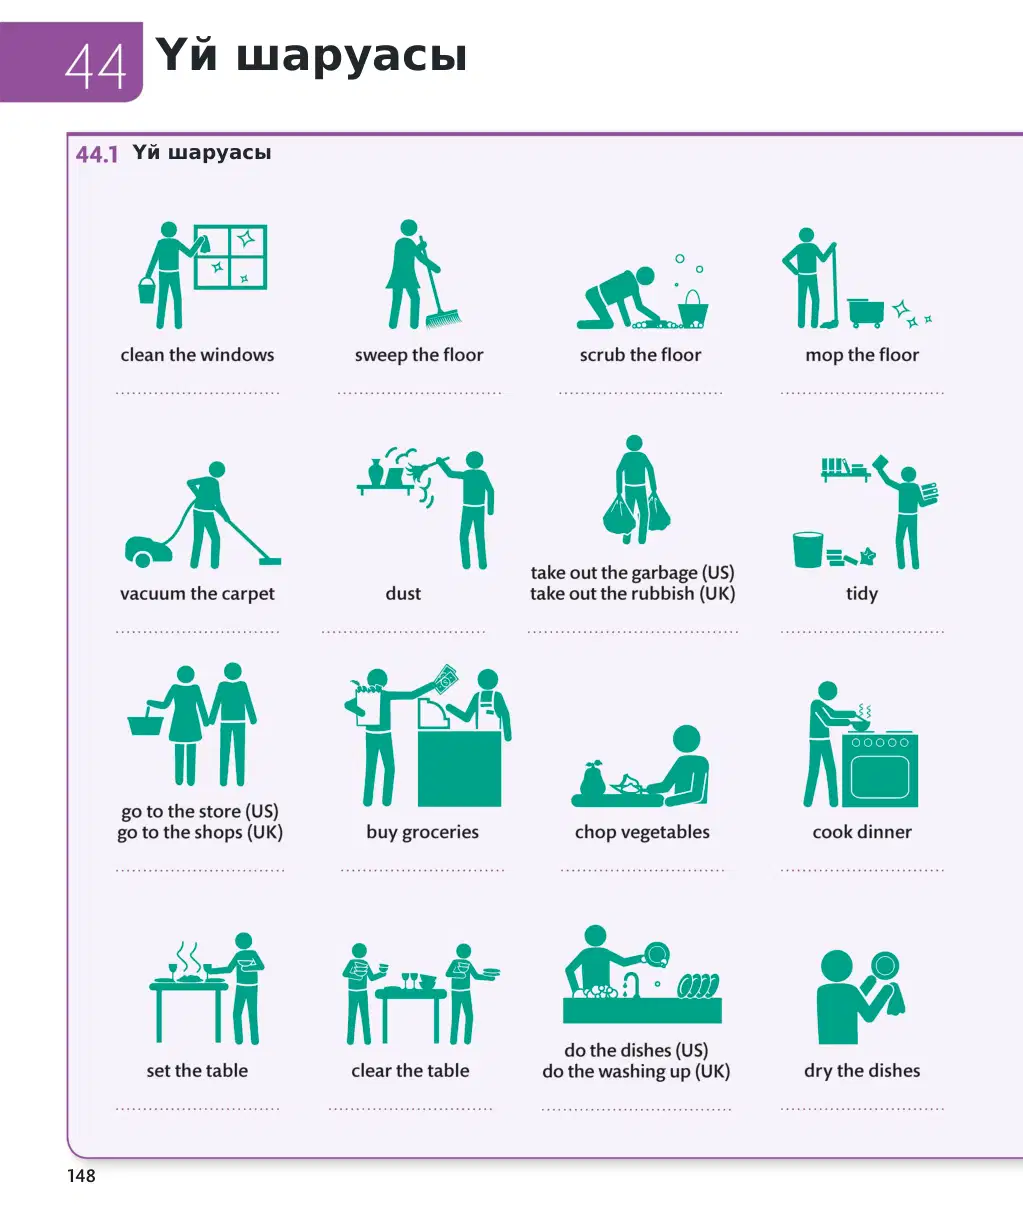 44 Үй шаруасы
44.1 Үй шаруасы
clean the windows
sweep the floor
scrub the floor
mop the floor
vacuum the carpet
dust
take out the garbage (US)
take out the rubbish (UK)
tidy
go to the store (US)
go to the shops (UK)
buy groceries
chop vegetables
cook dinner
set the table
clear the table
do the dishes (US)
do the washing up (UK)
dry the dishes
148